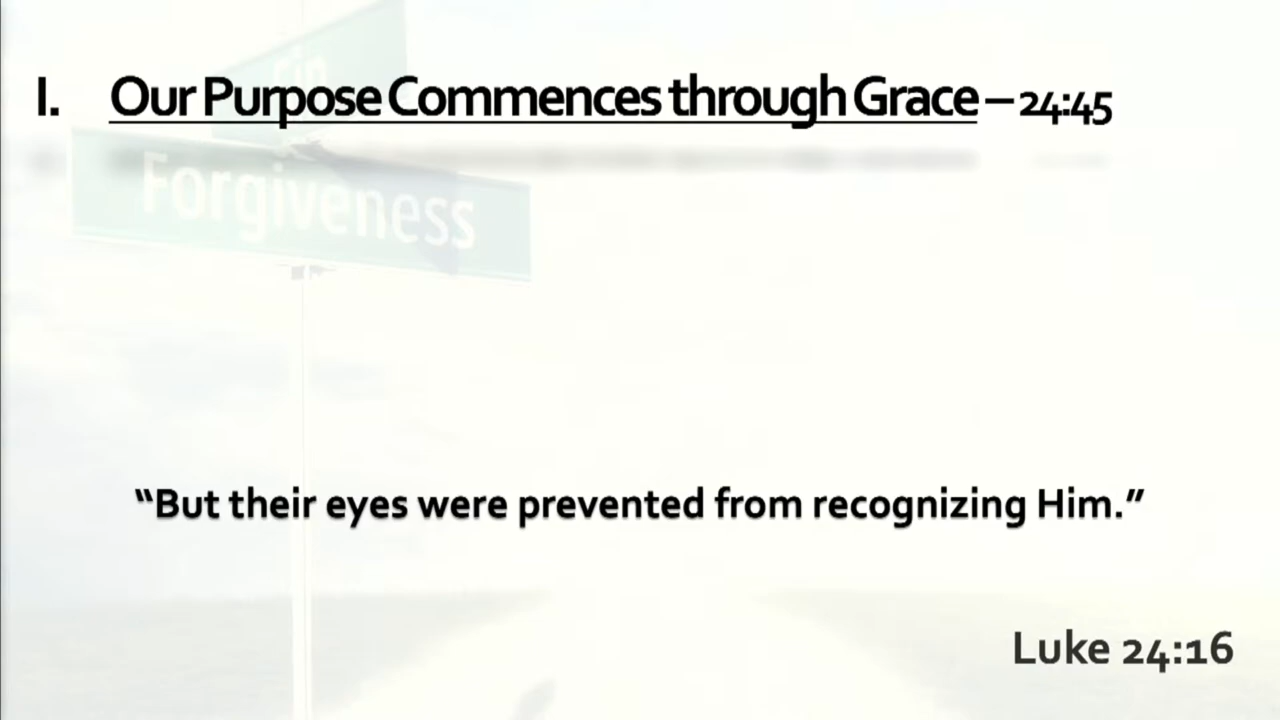 Sin
I. Our Purpose Commences through Grace – 24:45
Forgiveness
“But their eyes were prevented from recognizing Him.”
Luke 24:16